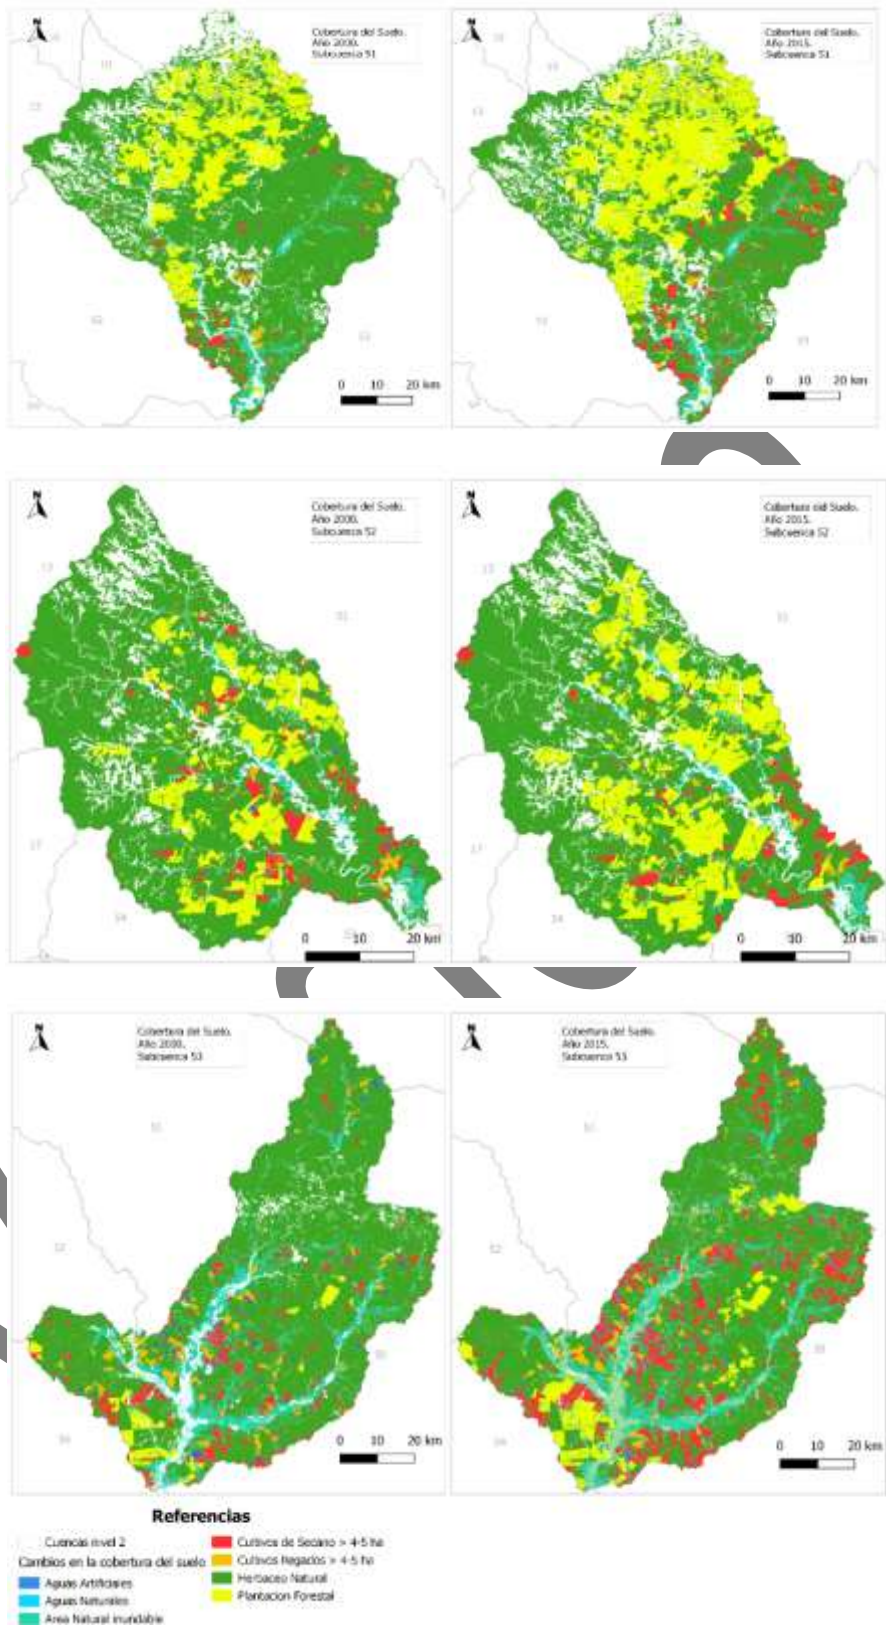 N
Cobertura del Suelo.
Año 2000.
Subcuenca 51
0 10 20 km
N
Cobertura del Suelo.
Año 2015.
Subcuenca 51
0 10 20 km
N
Cobertura del Suelo.
Año 2000.
Subcuenca 52
0 10 20 km
N
Cobertura del Suelo.
Año 2015.
Subcuenca 52
0 10 20 km
N
Cobertura del Suelo.
Año 2000.
Subcuenca 53
0 10 20 km
N
Cobertura del Suelo.
Año 2015.
Subcuenca 53
0 10 20 km
Referencias
Cuencas nivel 2
Cambios en la cobertura del suelo
Aguas Artificiales
Aguas Naturales
Area Natural inundable
Cultivos de Secano > 4-5 ha
Cultivos Regados > 4-5 ha
Herbaceo Natural
Plantacion Forestal